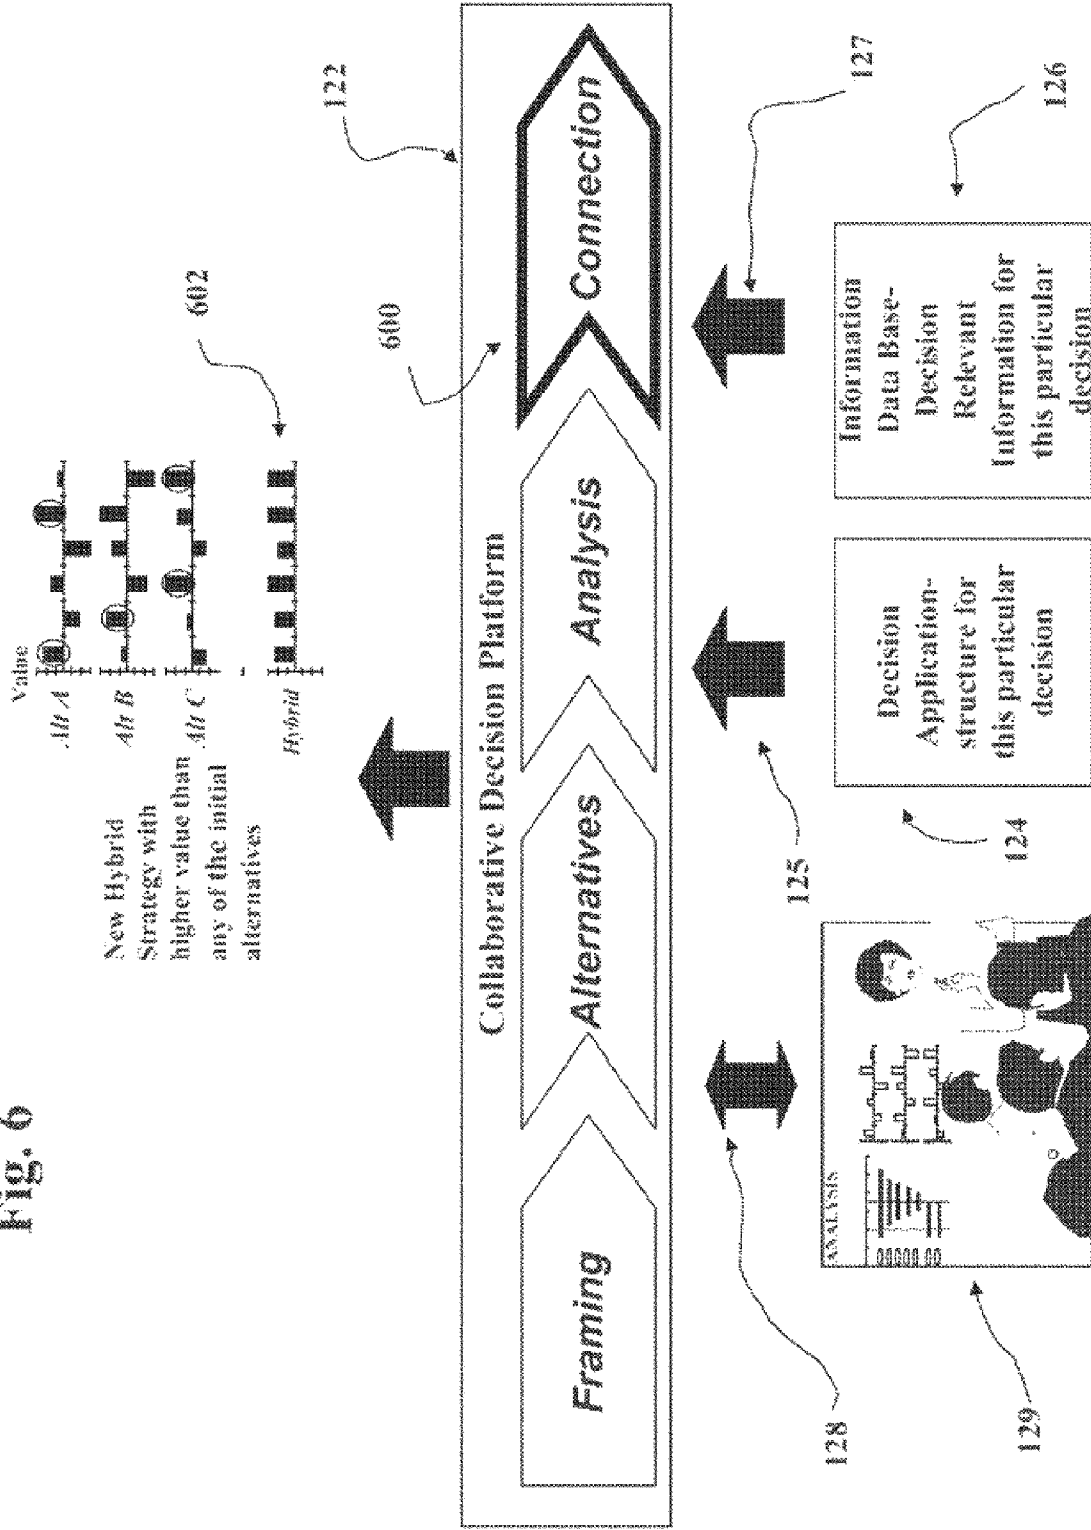 Fig. 6
New Hybrid
Strategy with
higher value than
any of the initial
alternatives
Value
Alt A
Alt B
Alt C
Hybrid
602
122
600
Collaborative Decision Platform
Framing
Alternatives
Analysis
Connection
128
125
127
ANALYSIS
129
Decision
Application-
structure for
this particular
decision
124
Information
Data Base-
Decision
Relevant
Information for
this particular
decision
126